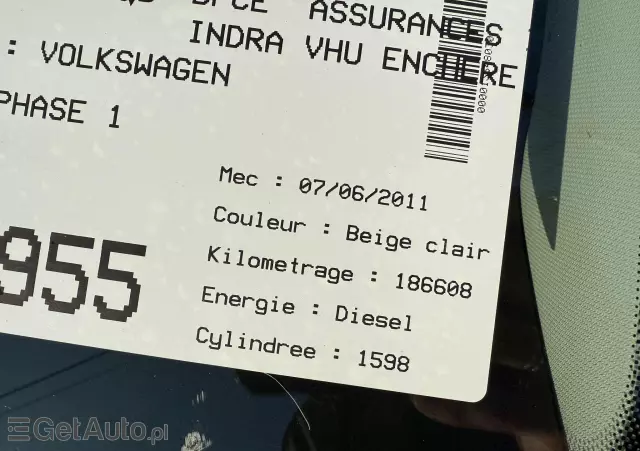 BPCE ASSURANCES
INDRA VHU ENCHERE
: VOLKSWAGEN
PHASE 1
Mec : 07/06/2011
Couleur : Beige clair
Kilometrage : 186608
Energie : Diesel
Cylindree : 1598
955
GetAuto.pl